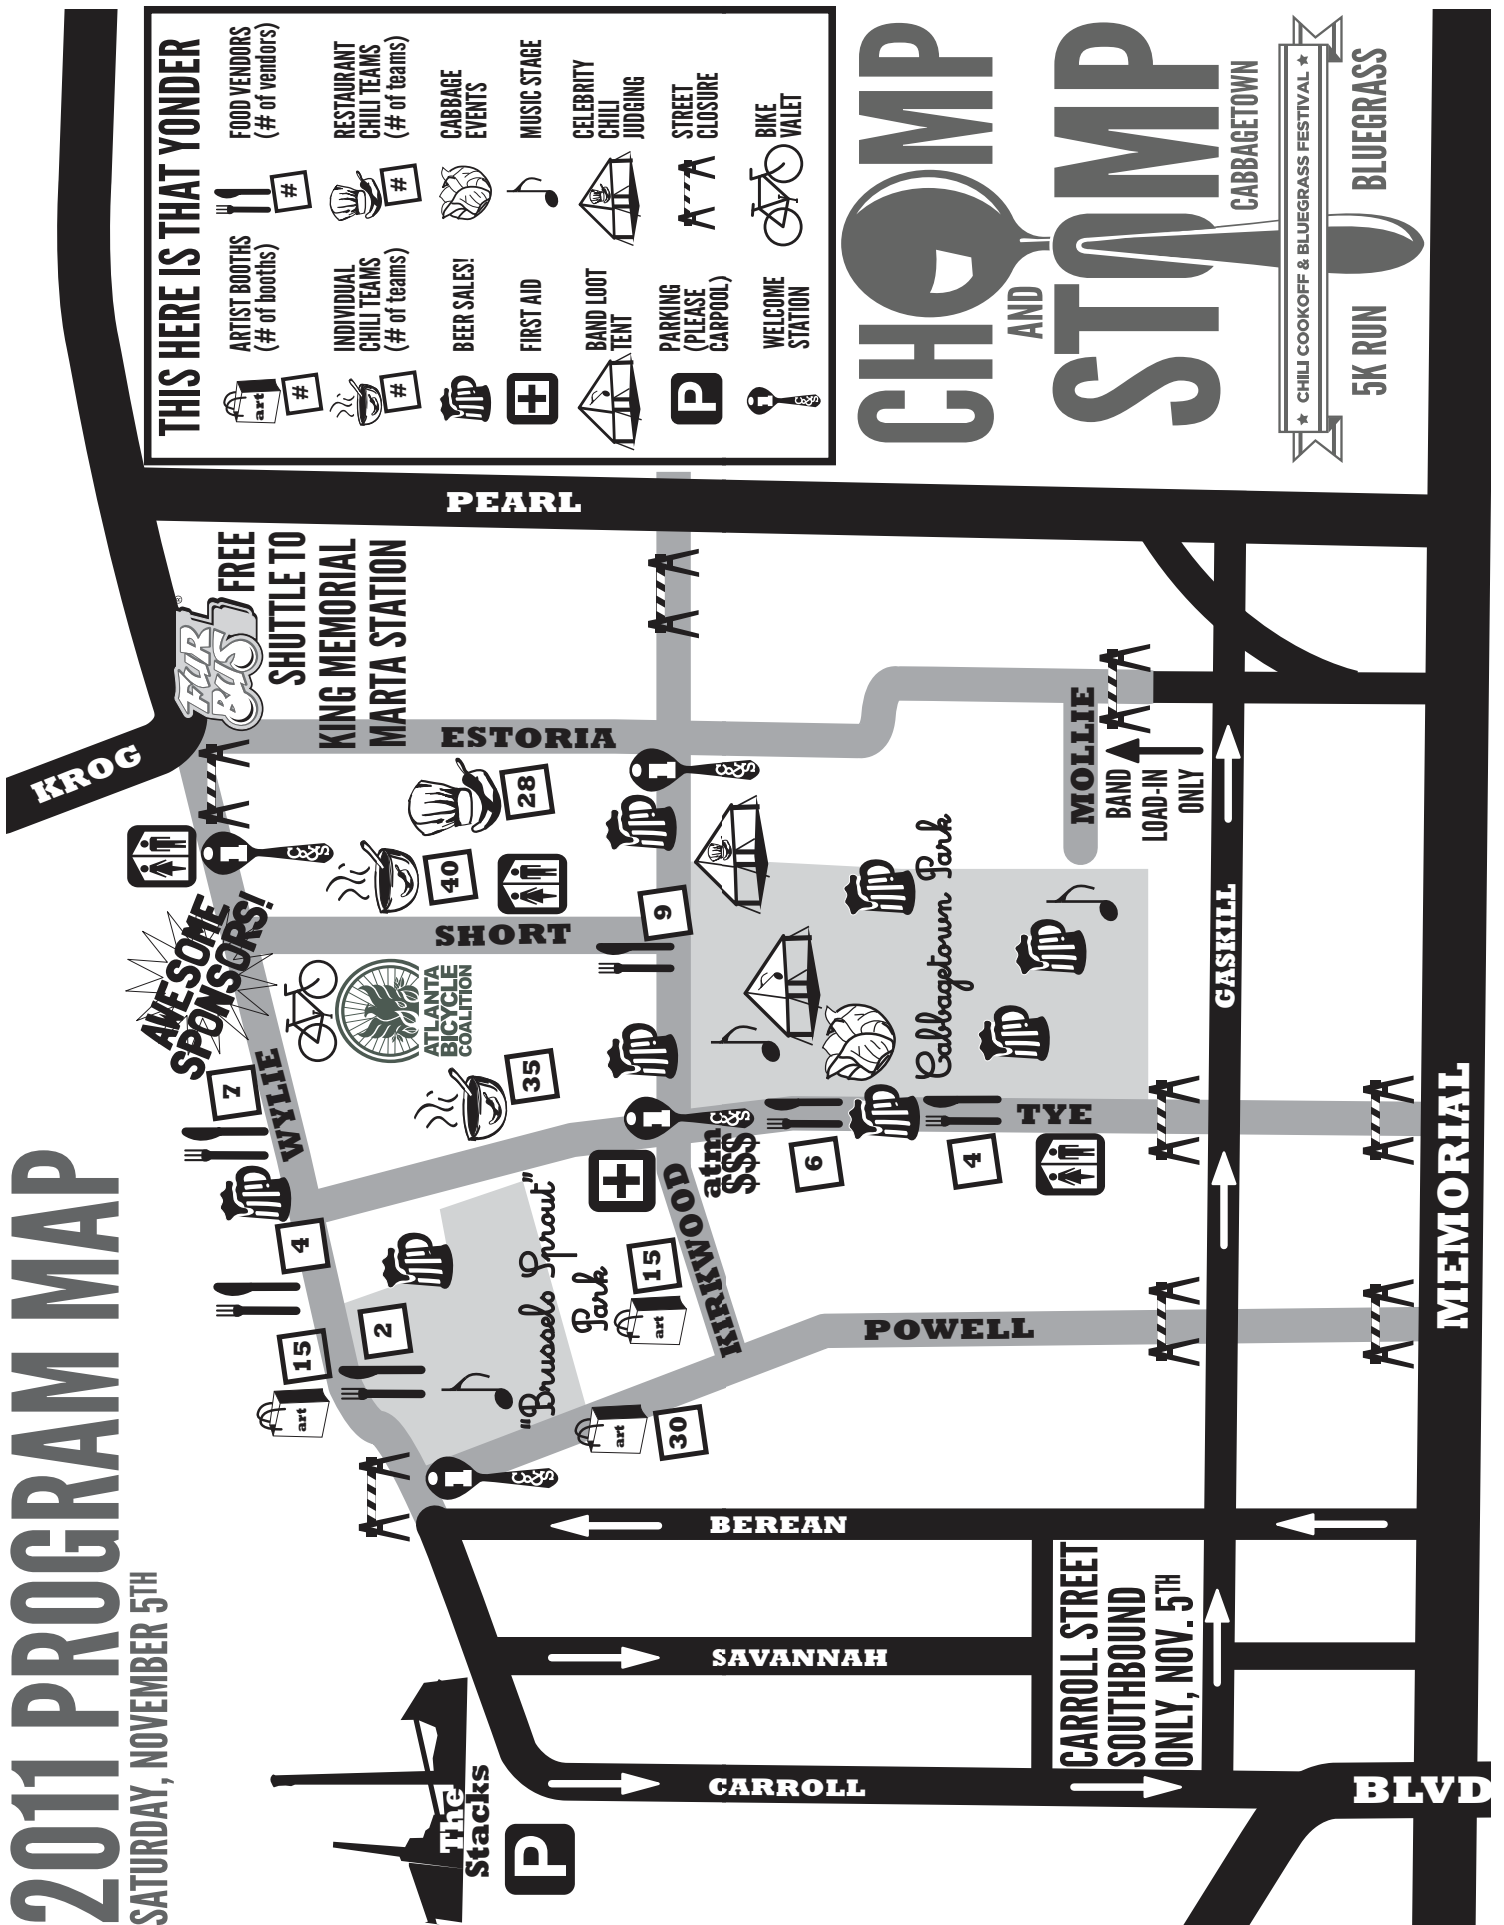 2011 PROGRAM MAP
SATURDAY, NOVEMBER 5TH
THIS HERE IS THAT YONDER
art
#
ARTIST BOOTHS
(# of booths)
#
FOOD VENDORS
(# of vendors)
#
INDIVIDUAL
CHILI TEAMS
(# of teams)
#
RESTAURANT
CHILI TEAMS
(# of teams)
BEER SALES!
CABBAGE
EVENTS
FIRST AID
MUSIC STAGE
BAND LOOT
TENT
CELEBRITY
CHILI
JUDGING
P
PARKING
(PLEASE
CARPOOL)
STREET
CLOSURE
i
C&S
WELCOME
STATION
BIKE
VALET
CHOMP
AND
STOMP
CABBAGETOWN
★ CHILI COOKOFF & BLUEGRASS FESTIVAL ★
5K RUN
BLUEGRASS
KROG
FUR
BUS
®
FREE
SHUTTLE TO
KING MEMORIAL
MARTA STATION
PEARL
ESTORIA
AWESOME
SPONSORS!
i
C&S
28
40
SHORT
ATLANTA
BICYCLE
COALITION
WYLIE
7
35
4
15
art
2
"Brussels Sprout"
Park
art
15
art
30
i
C&S
KIRKWOOD
i
C&S
atm
$$$
9
i
C&S
6
4
TYE
Cabbagetown Park
MOLLIE
BAND
LOAD-IN
ONLY
POWELL
GASKILL
MEMORIAL
BEREAN
SAVANNAH
CARROLL
CARROLL STREET
SOUTHBOUND
ONLY, NOV. 5TH
The
Stacks
P
BLVD